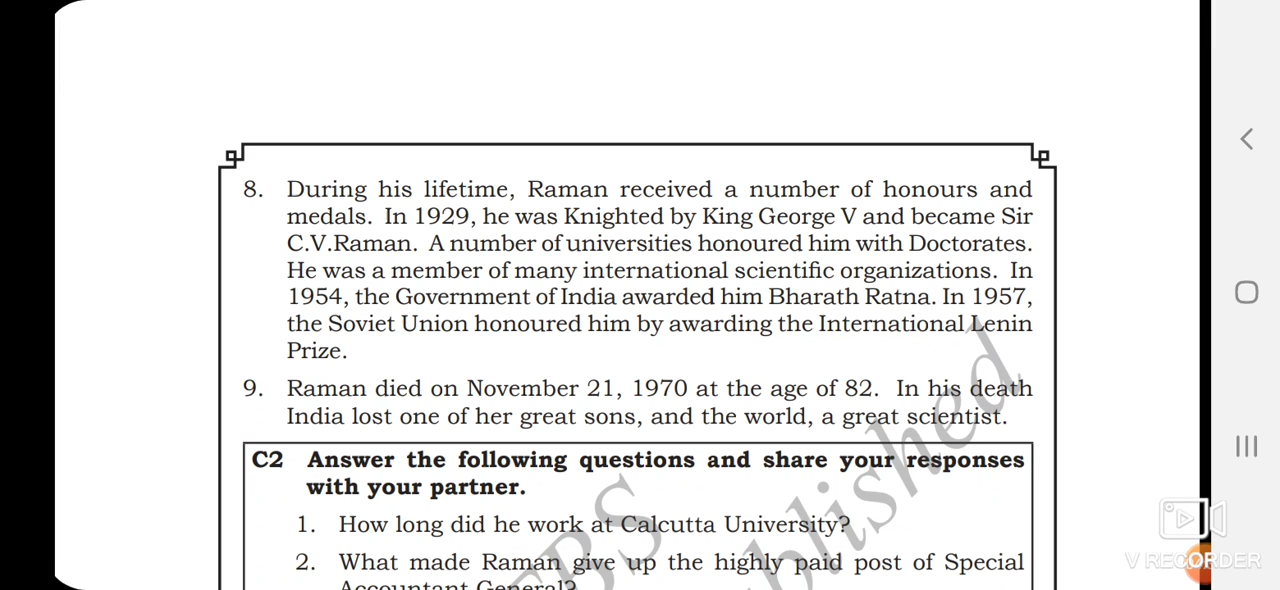 8. During his lifetime, Raman received a number of honours and
medals. In 1929, he was Knighted by King George V and became Sir
C.V.Raman. A number of universities honoured him with Doctorates.
He was a member of many international scientific organizations. In
1954, the Government of India awarded him Bharath Ratna. In 1957,
the Soviet Union honoured him by awarding the International Lenin
Prize.
9. Raman died on November 21, 1970 at the age of 82. In his death
India lost one of her great sons, and the world, a great scientist.
C2 Answer the following questions and share your responses
with your partner.
1. How long did he work at Calcutta University?
2. What made Raman give up the highly paid post of Special
Accountant General?
V RECORDER